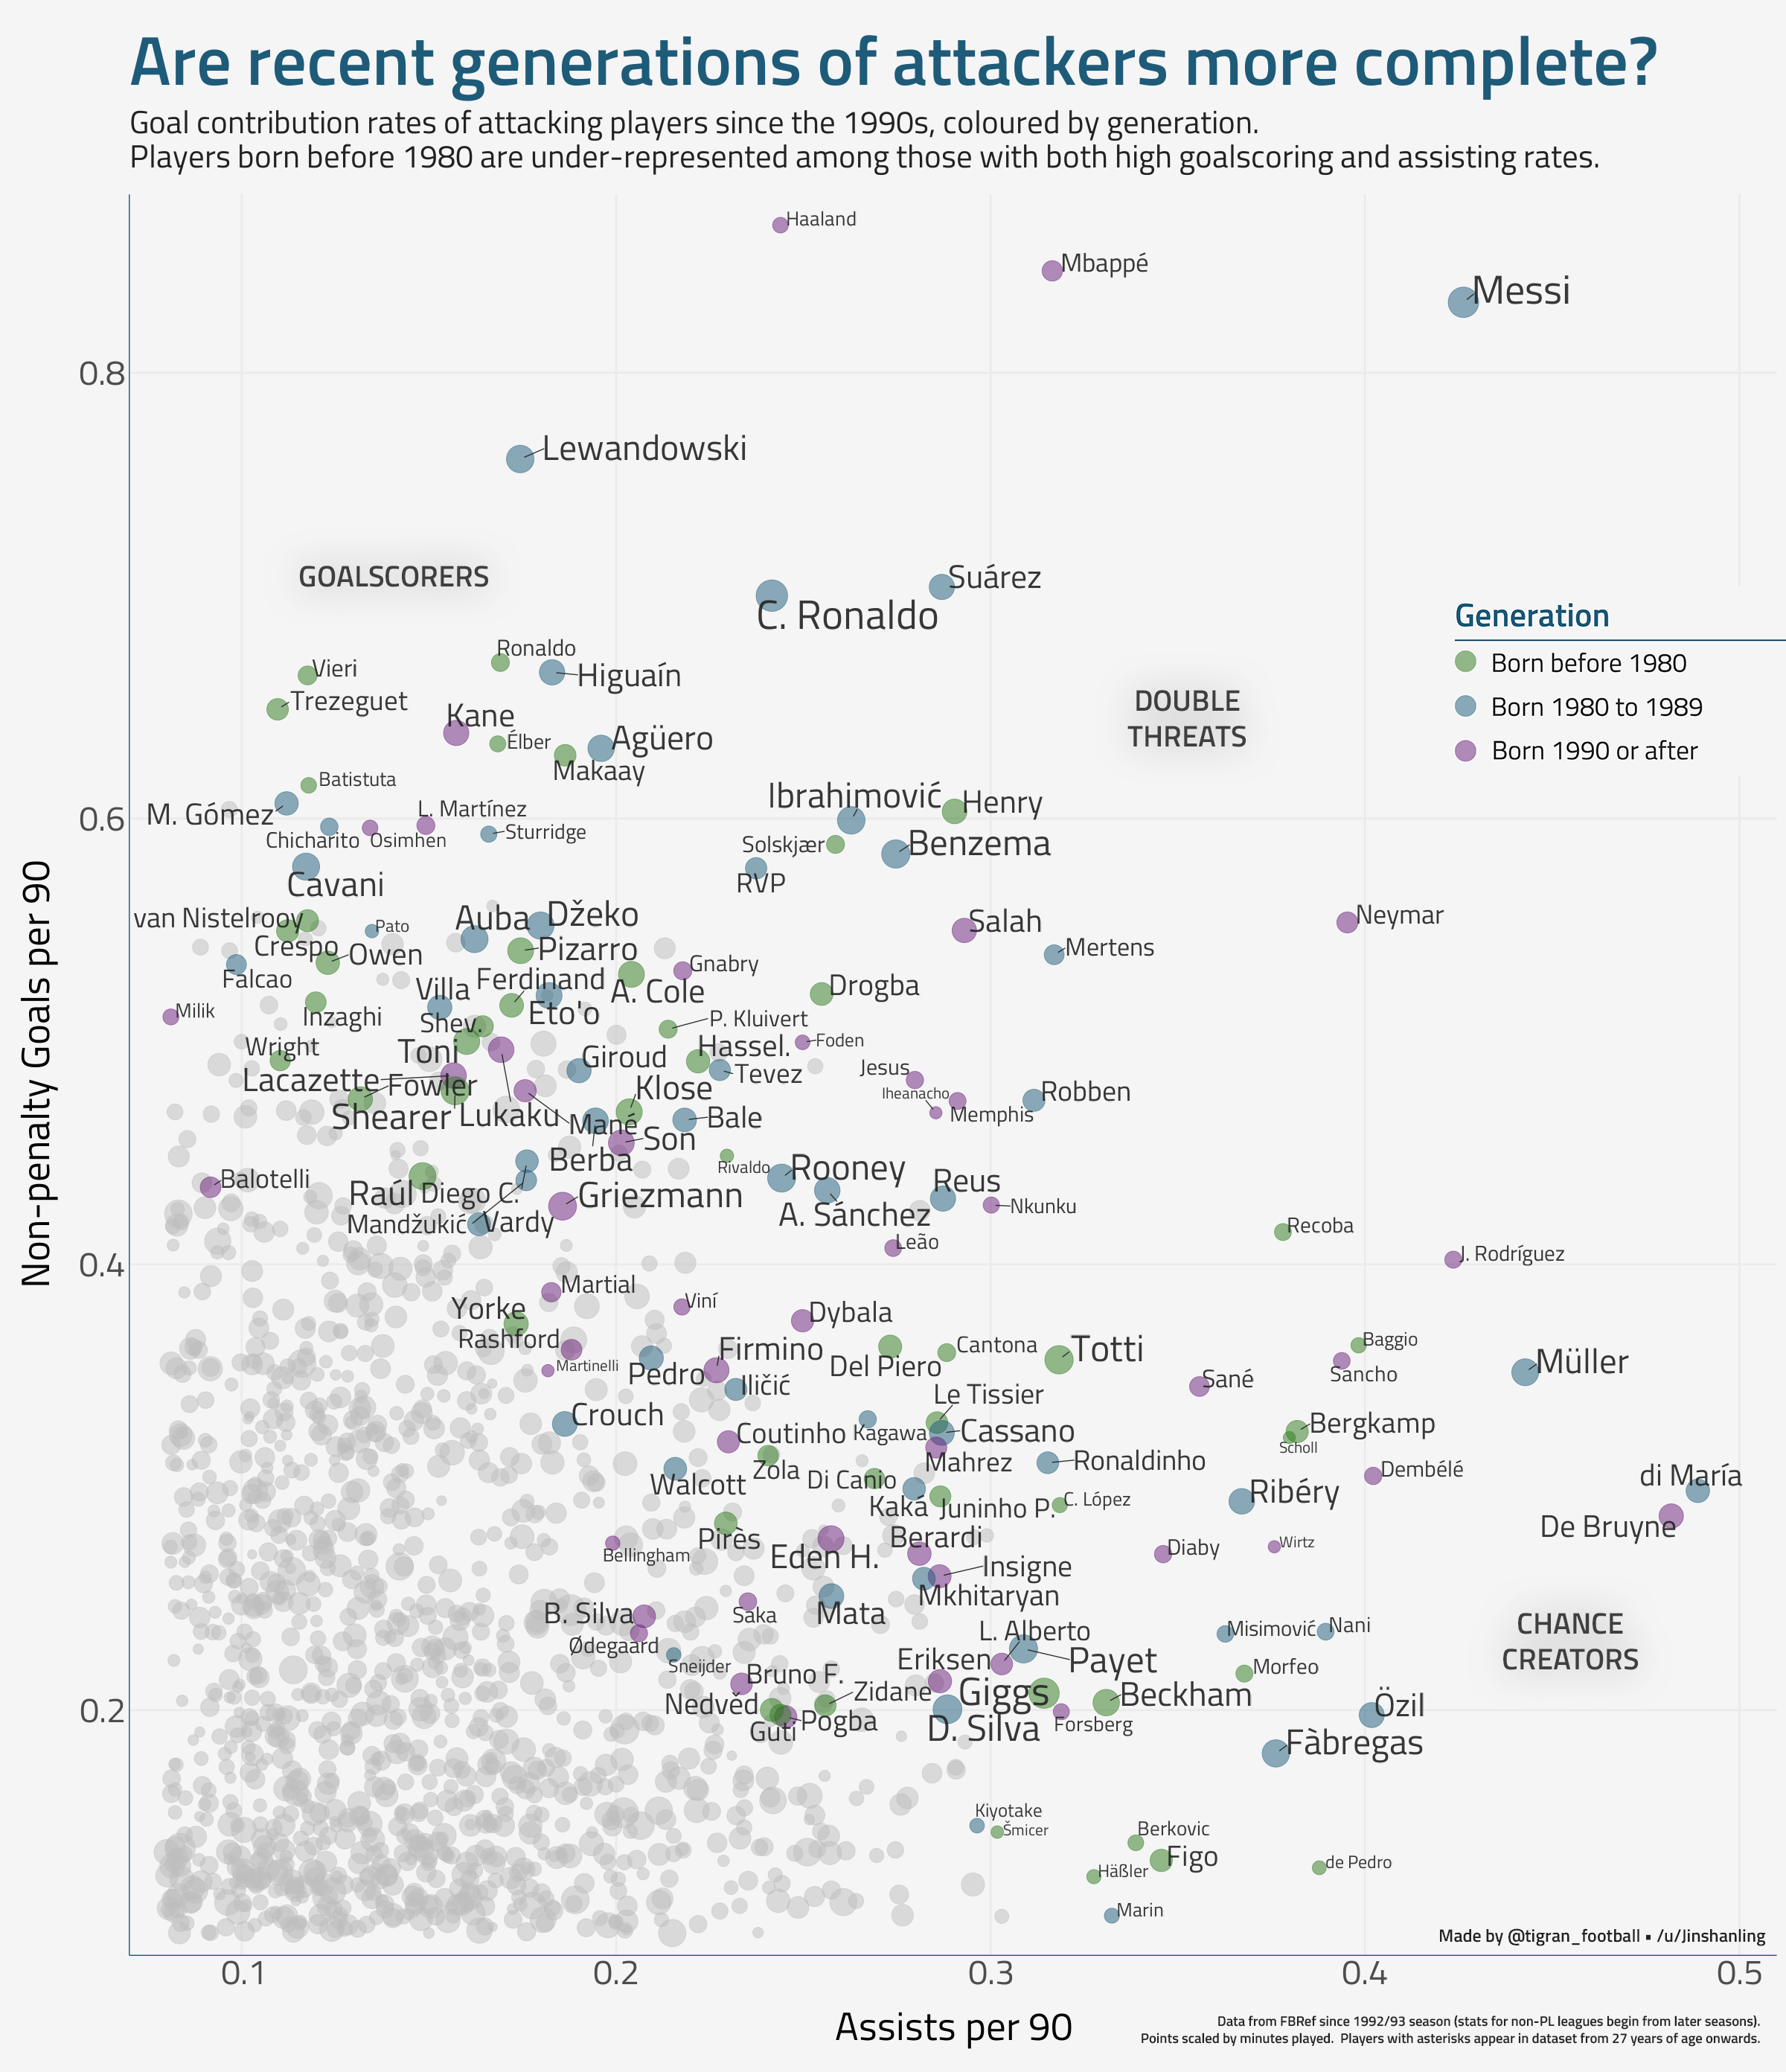 Are recent generations of attackers more complete?
Goal contribution rates of attacking players since the 1990s, coloured by generation.
Players born before 1980 are under-represented among those with both high goalscoring and assisting rates.
Haaland
Mbappé
Messi
0.8
Lewandowski
GOALSCORERS
Suárez
C. Ronaldo
Generation
Born before 1980
Born 1980 to 1989
Born 1990 or after
Ronaldo
Vieri
Higuaín
Trezeguet
DOUBLE
THREATS
Kane
Élber
Agüero
Makaay
Batistuta
Ibrahimović
Henry
M. Gómez
L. Martínez
0.6
Chicharito
Osimhen
Sturridge
Solskjær
Benzema
Cavani
RVP
van Nistelrooy
Pato
Auba
Džeko
Salah
Neymar
Crespo
Owen
Pizarro
Mertens
Falcao
Gnabry
Ferdinand
Villa
A. Cole
Drogba
Milik
Inzaghi
Shev.
Eto'o
P. Kluivert
Wright
Toni
Giroud
Hassel.
Foden
Tevez
Jesus
Lacazette
Fowler
Klose
Iheanacho
Robben
Shearer
Lukaku
Mané
Bale
Memphis
Son
Berba
Rivaldo
Rooney
Balotelli
Raúl
Diego C.
Griezmann
A. Sánchez
Reus
Nkunku
Mandžukić
Vardy
Leão
Recoba
0.4
J. Rodríguez
Martial
Viní
Yorke
Dybala
Rashford
Firmino
Del Piero
Cantona
Totti
Baggio
Martinelli
Pedro
Iličić
Sané
Sancho
Müller
Le Tissier
Crouch
Coutinho
Kagawa
Cassano
Bergkamp
Scholl
Zola
Mahrez
Ronaldinho
Walcott
Di Canio
Dembélé
di María
Kaká
Juninho P.
C. López
Ribéry
Pires
Berardi
De Bruyne
Bellingham
Eden H.
Diaby
Wirtz
Insigne
Mkhitaryan
B. Silva
Saka
Mata
CHANCE
CREATORS
Ødegaard
L. Alberto
Misimović
Nani
Sneijder
Eriksen
Payet
Morfeo
Bruno F.
Zidane
Giggs
Beckham
0.2
Nedvěd
Guti
Pogba
D. Silva
Forsberg
Özil
Fàbregas
Kiyotake
Šmicer
Berkovic
Figo
Häßler
de Pedro
Marin
Made by @tigran_football • /u/Jinshanling
Non-penalty Goals per 90
0.1
0.2
0.3
0.4
0.5
Assists per 90
Data from FBRef since 1992/93 season (stats for non-PL leagues begin from later seasons).
Points scaled by minutes played. Players with asterisks appear in dataset from 27 years of age onwards.